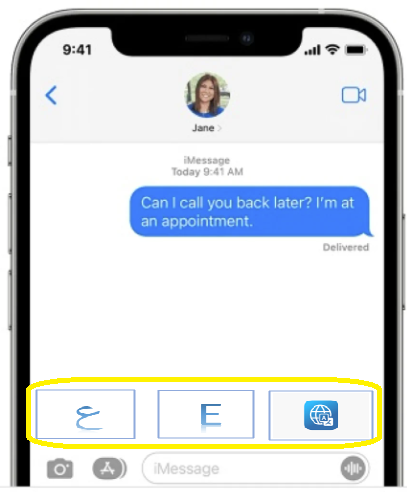 9:41
Jane
iMessage
Today 9:41 AM
Can I call you back later? I'm at
an appointment.
Delivered
ع E
iMessage